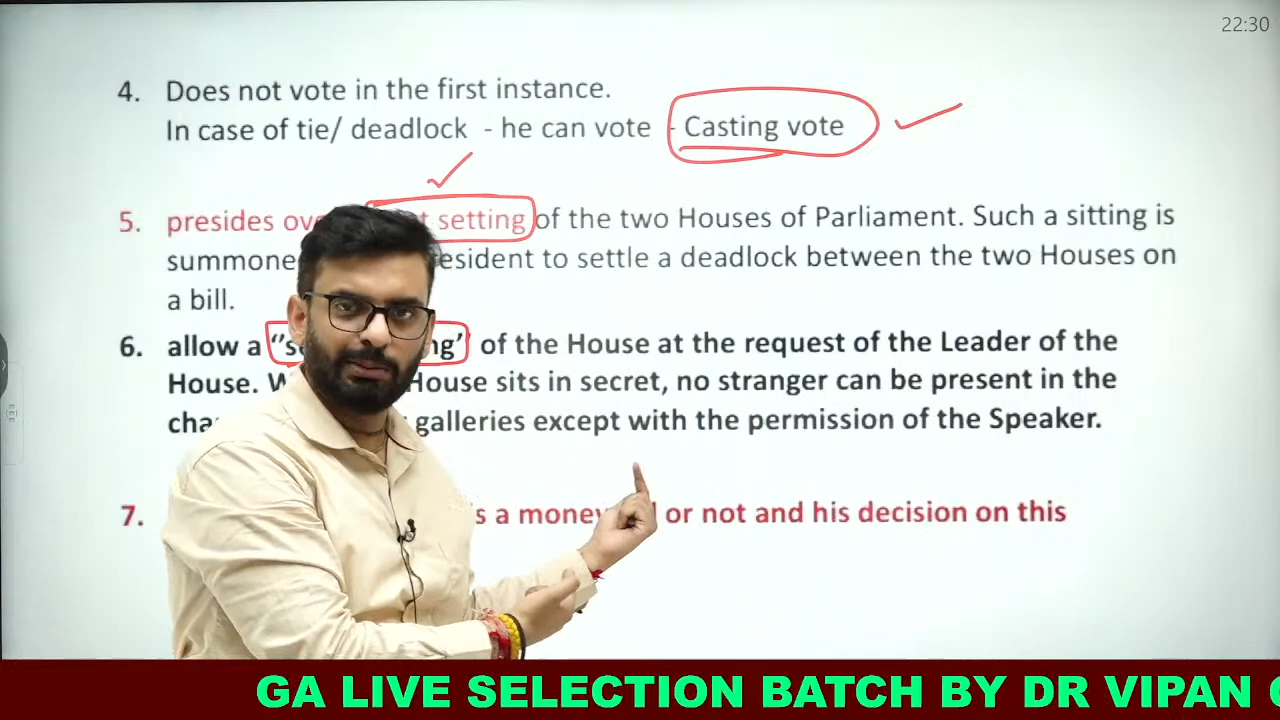 22:30
4. Does not vote in the first instance.
In case of tie/ deadlock - he can vote - Casting vote
5. presides ov t setting of the two Houses of Parliament. Such a sitting is
summone esident to settle a deadlock between the two Houses on
a bill.
6. allow a "s ng" of the House at the request of the Leader of the
House. W House sits in secret, no stranger can be present in the
cha galleries except with the permission of the Speaker.
7. s a money or not and his decision on this
GA LIVE SELECTION BATCH BY DR VIPAN